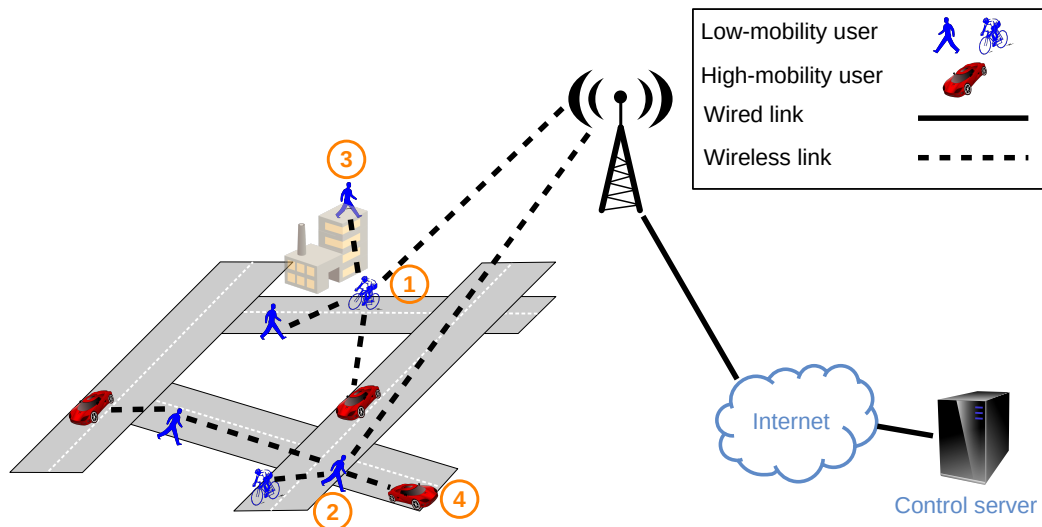 Low-mobility user
High-mobility user
Wired link
Wireless link
3
1
Internet
Control server
2
4